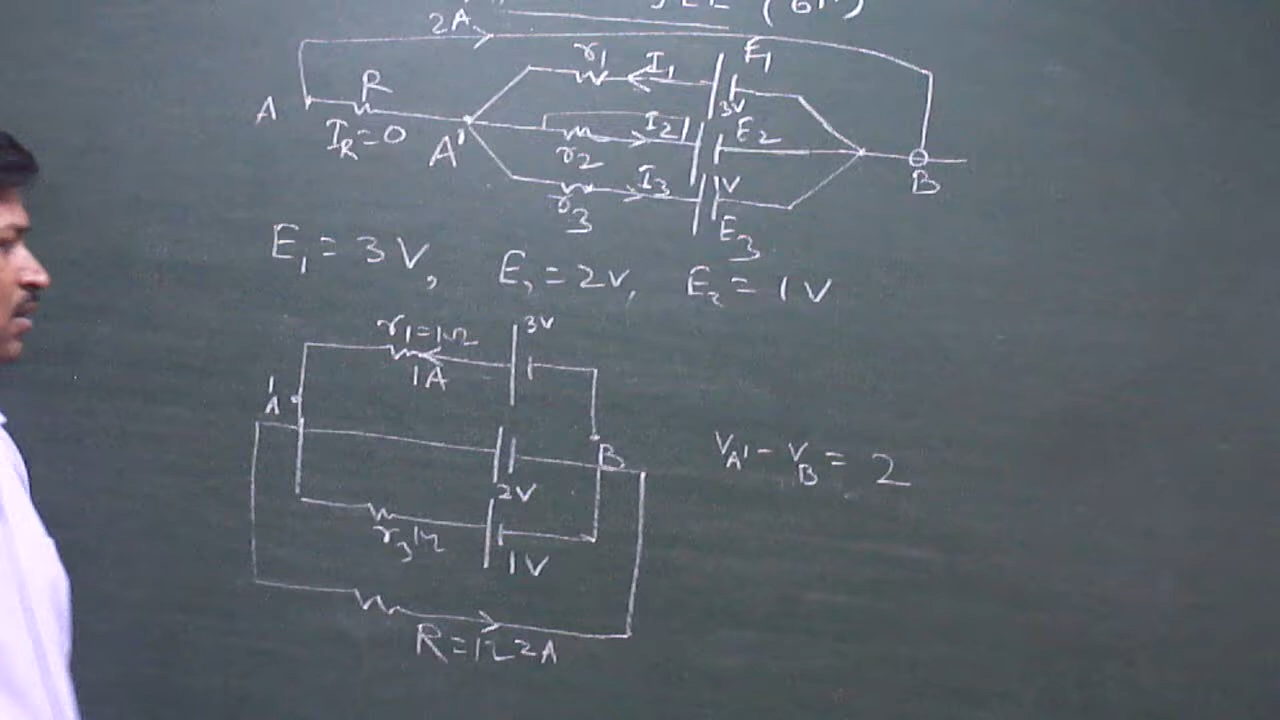 2A
r1 I1 E1
A R 3V
IR=0 A' r2 I2 E2
r3 I3 1V B
E3
E1 = 3V, E2 = 2V, E3 = 1V
r1=1Ω 3V
1A
A'
B VA' - VB = 2
2V
r3 1Ω 1V
R=1Ω 2A